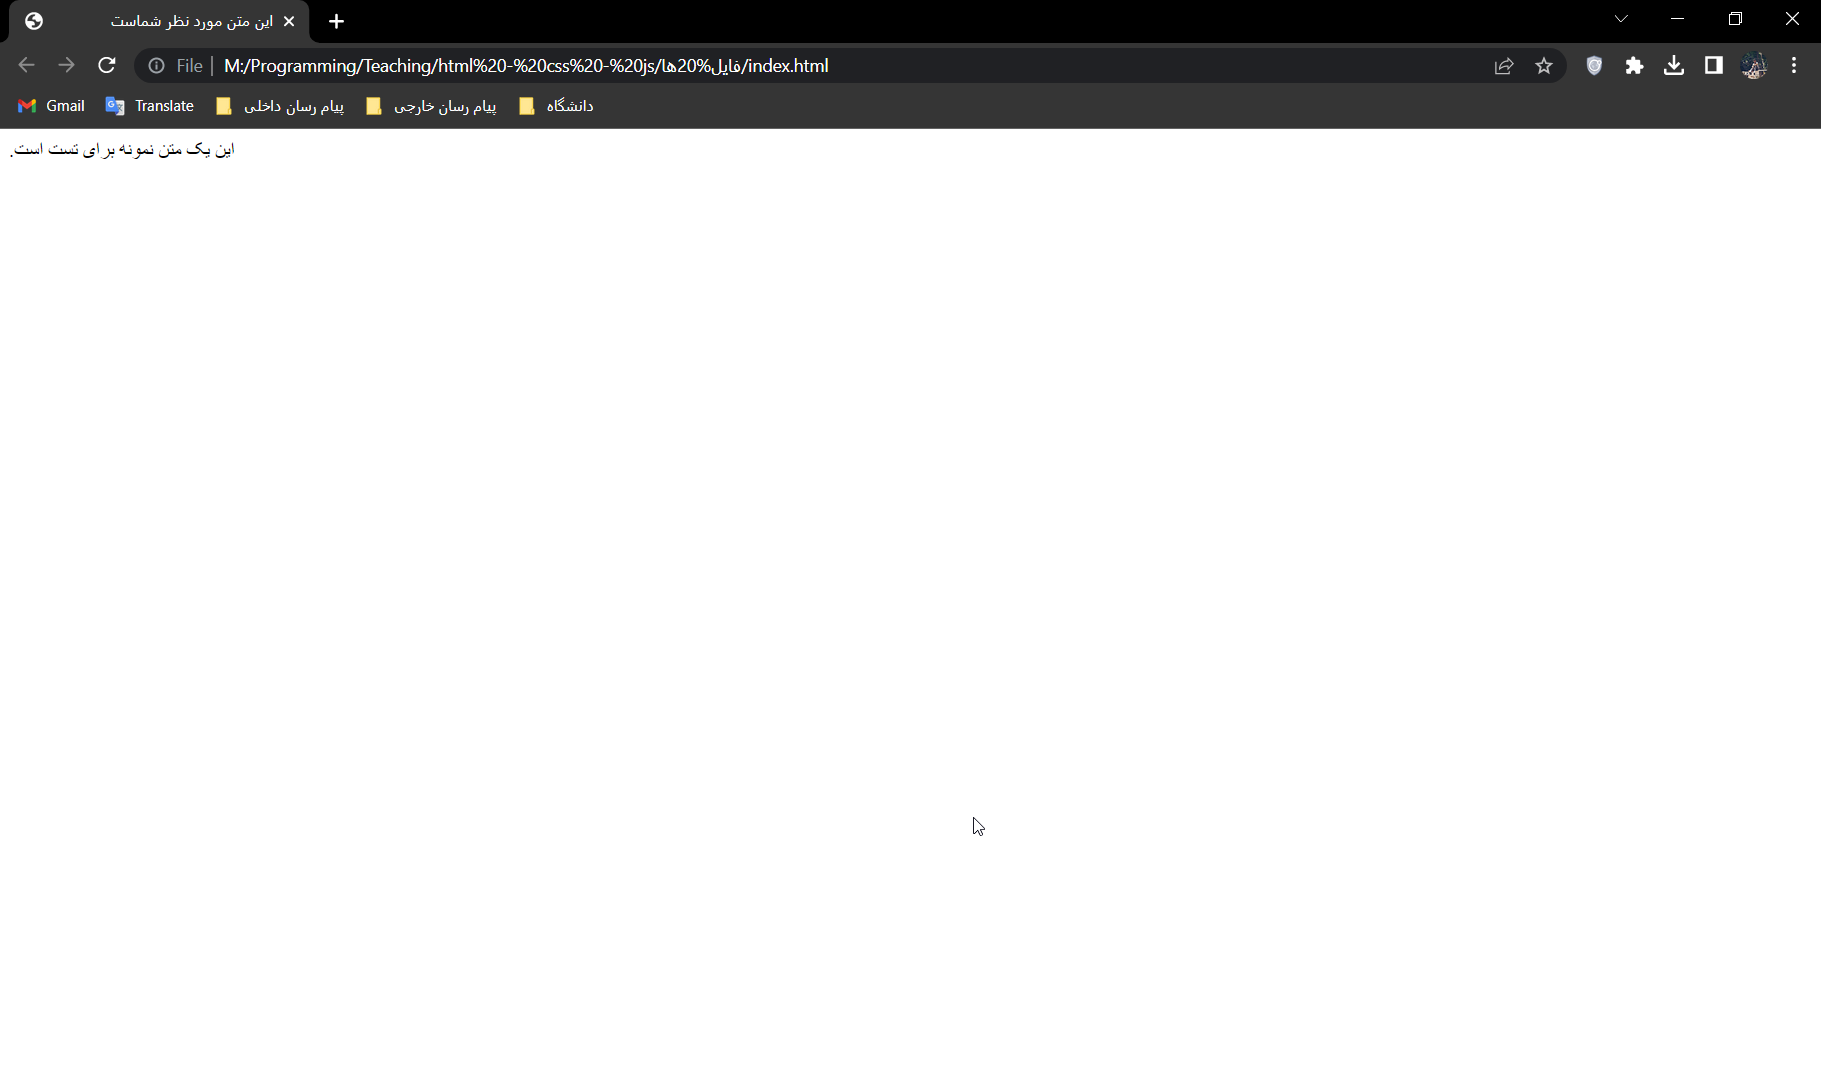 این متن مورد نظر شماست
File | M:/Programming/Teaching/html%20-%20css%20-%20js/فایل%20ها/index.html
Gmail Translate پیام رسان داخلی پیام رسان خارجی دانشگاه
این یک متن نمونه برای تست است.